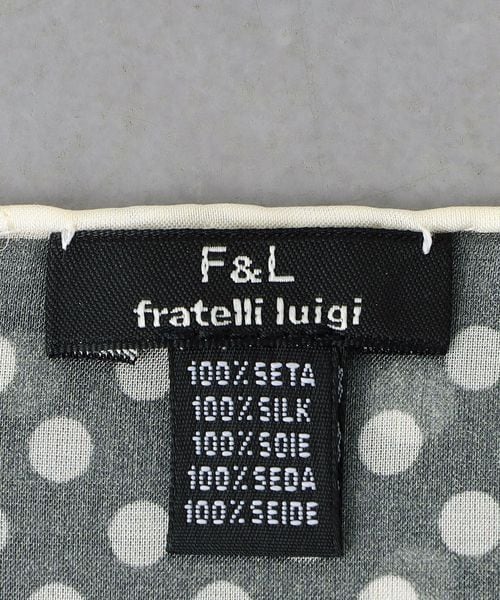 F&L
fratelli luigi
100%SETA
100%SILK
100%SOIE
100%SEDA
100%SEIDE